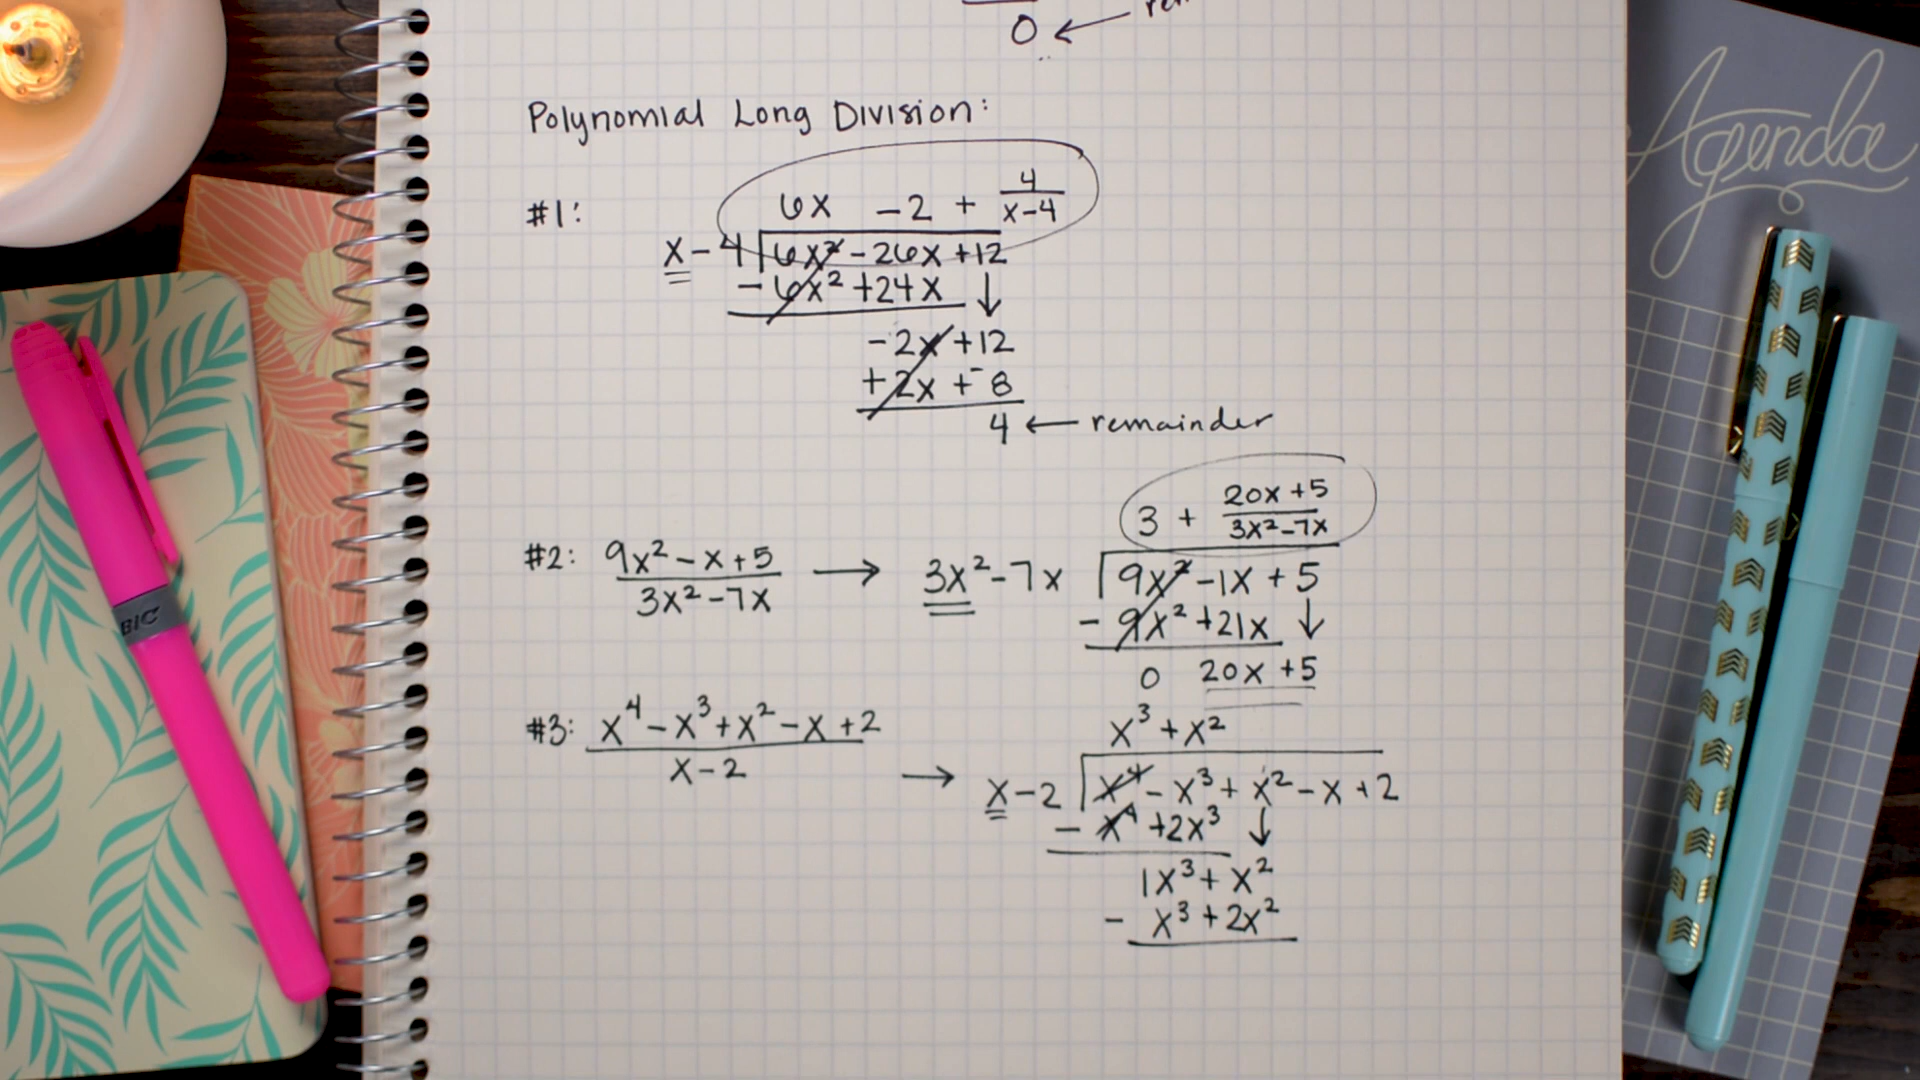 0 ←
Polynomial Long Division:
#1:
6x - 2 + 4/(x-4)
x - 4 | 6x² - 26x + 12
- 6x² + 24x ↓
- 2x + 12
+ 2x + - 8
4 ← remainder
3 + (20x + 5)/(3x² - 7x)
#2: (9x² - x + 5)/(3x² - 7x) → 3x² - 7x | 9x² - 1x + 5
- 9x² + 21x ↓
0 20x + 5
x³ + x²
#3: (x⁴ - x³ + x² - x + 2)/(x - 2) → x - 2 | x⁴ - x³ + x² - x + 2
- x⁴ + 2x³ ↓
1x³ + x²
- x³ + 2x²
BIC
Agenda